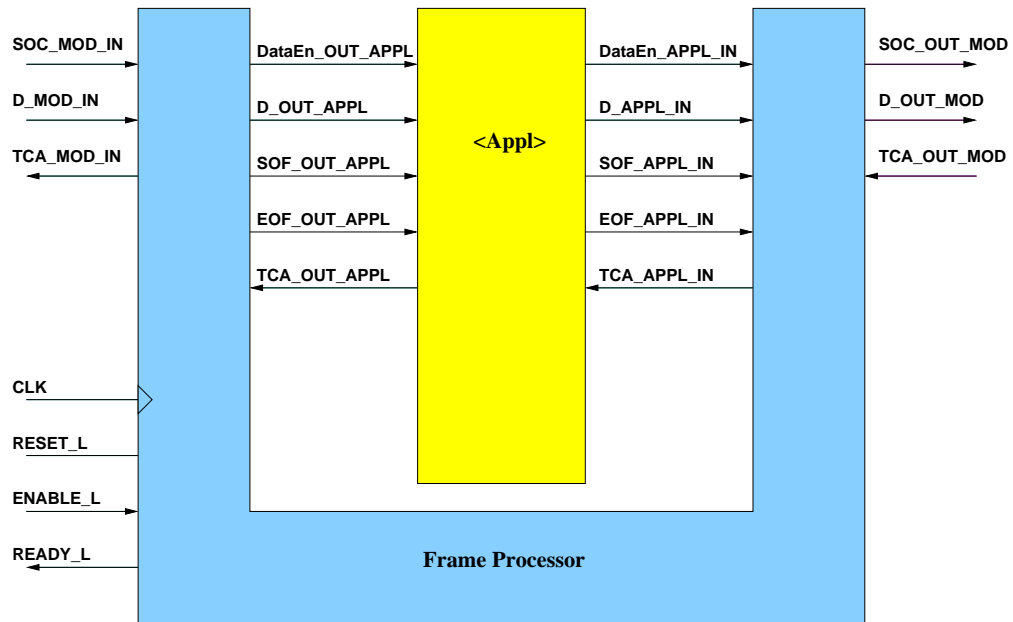 SOC_MOD_IN
DataEn_OUT_APPL
DataEn_APPL_IN
SOC_OUT_MOD
D_MOD_IN
D_OUT_APPL
D_APPL_IN
D_OUT_MOD
<Appl>
TCA_MOD_IN
SOF_OUT_APPL
SOF_APPL_IN
TCA_OUT_MOD
EOF_OUT_APPL
EOF_APPL_IN
TCA_OUT_APPL
TCA_APPL_IN
CLK
RESET_L
ENABLE_L
READY_L
Frame Processor